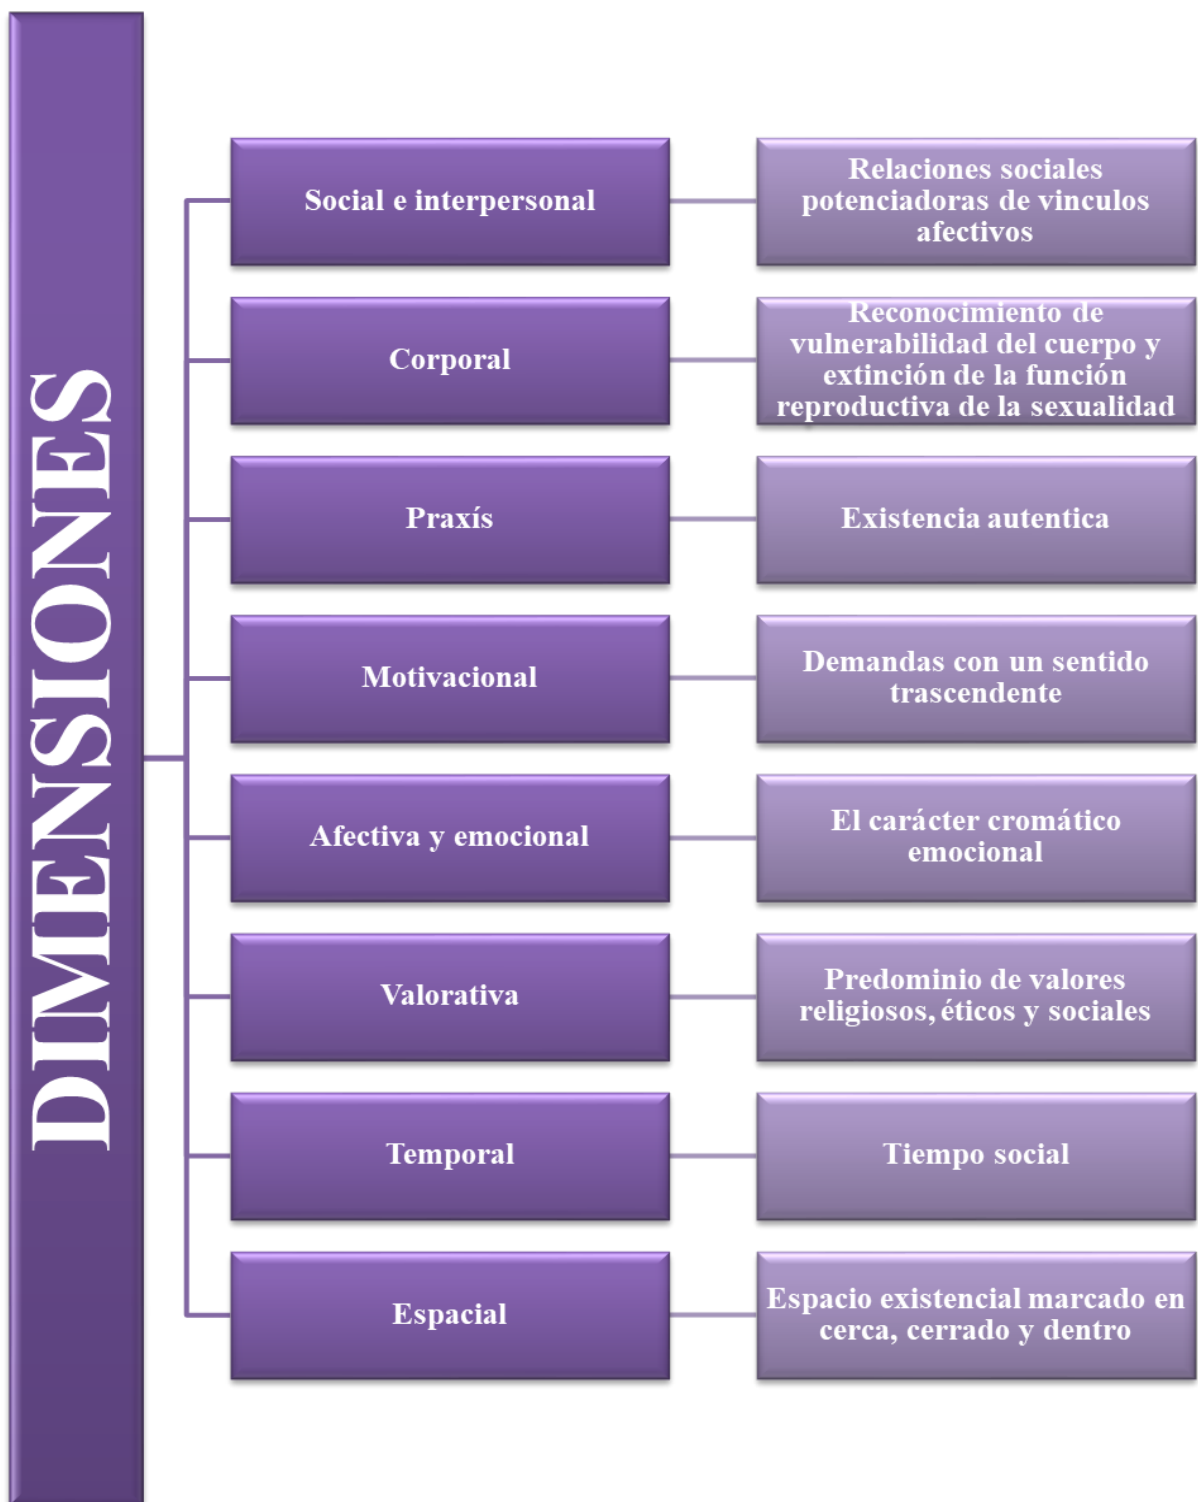 DIMENSIONES
Social e interpersonal
Relaciones sociales
potenciadoras de vinculos
afectivos
Corporal
Reconocimiento de
vulnerabilidad del cuerpo y
extinción de la función
reproductiva de la sexualidad
Praxís
Existencia autentica
Motivacional
Demandas con un sentido
trascendente
Afectiva y emocional
El carácter cromático
emocional
Valorativa
Predominio de valores
religiosos, éticos y sociales
Temporal
Tiempo social
Espacial
Espacio existencial marcado en
cerca, cerrado y dentro